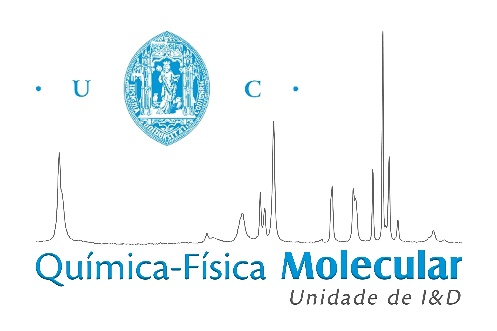 · U C ·
Química-Física Molecular
Unidade de I&D